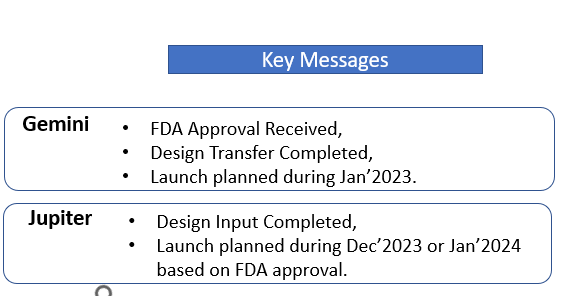 Key Messages
Gemini
• FDA Approval Received,
• Design Transfer Completed,
• Launch planned during Jan’2023.
Jupiter
• Design Input Completed,
• Launch planned during Dec’2023 or Jan’2024
based on FDA approval.